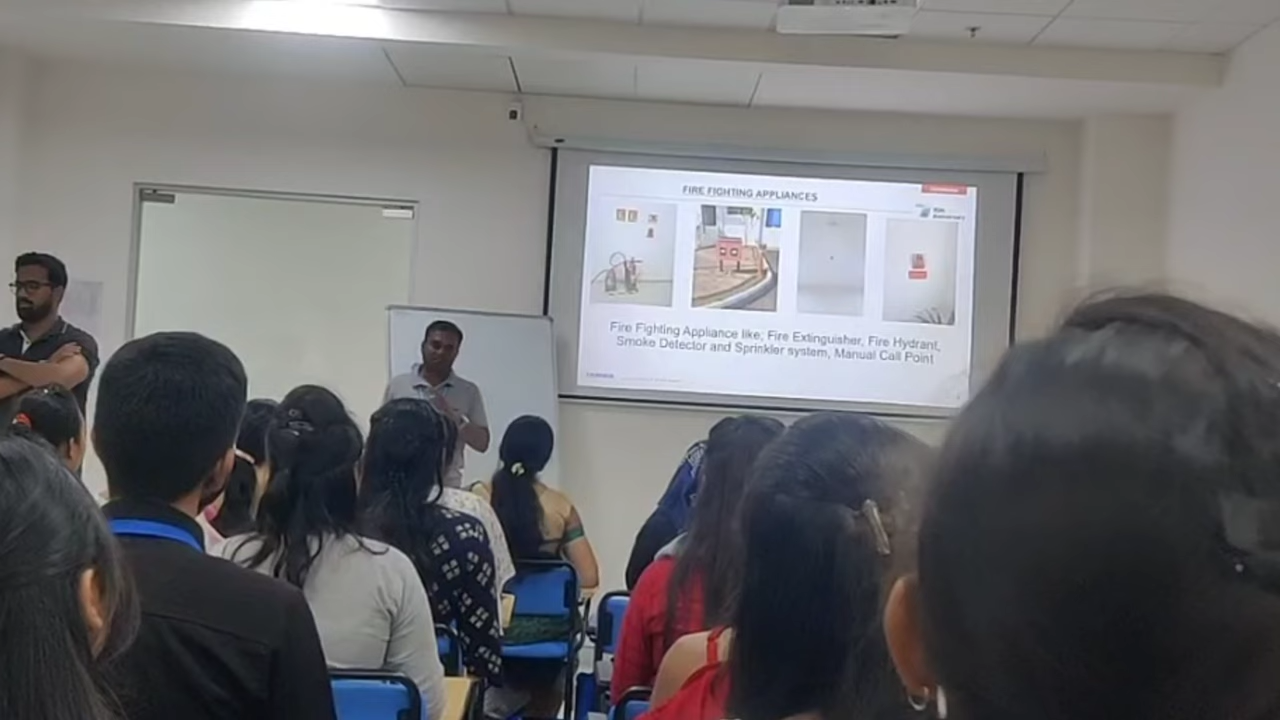 FIRE FIGHTING APPLIANCES
Fire Fighting Appliance like; Fire Extinguisher, Fire Hydrant,
Smoke Detector and Sprinkler system, Manual Call Point